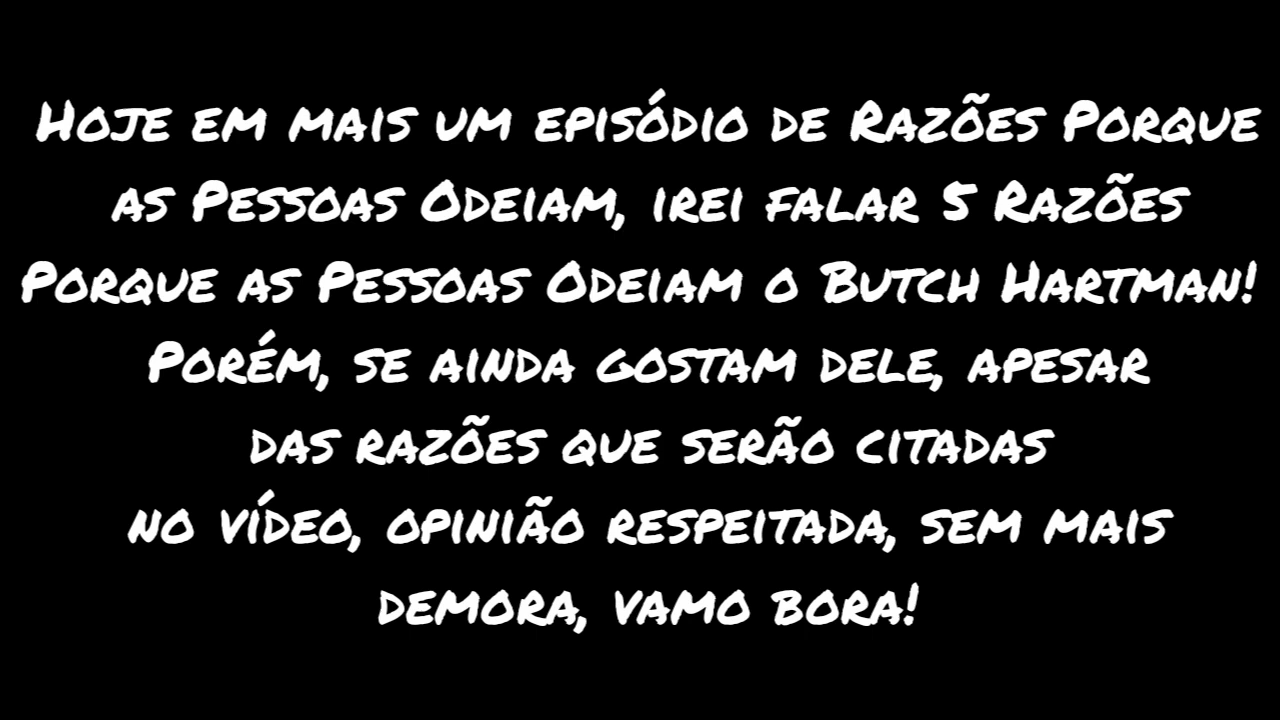 Hoje em mais um episódio de Razões Porque
as Pessoas Odeiam, irei falar 5 Razões
Porque as Pessoas Odeiam o Butch Hartman!
Porém, se ainda gostam dele, apesar
das razões que serão citadas
no vídeo, opinião respeitada, sem mais
demora, vamo bora!